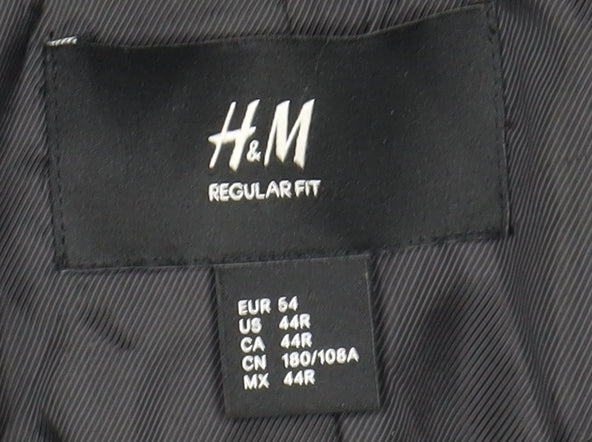 H&M
REGULAR FIT
EUR 54
US 44R
CA 44R
CN 180/108A
MX 44R